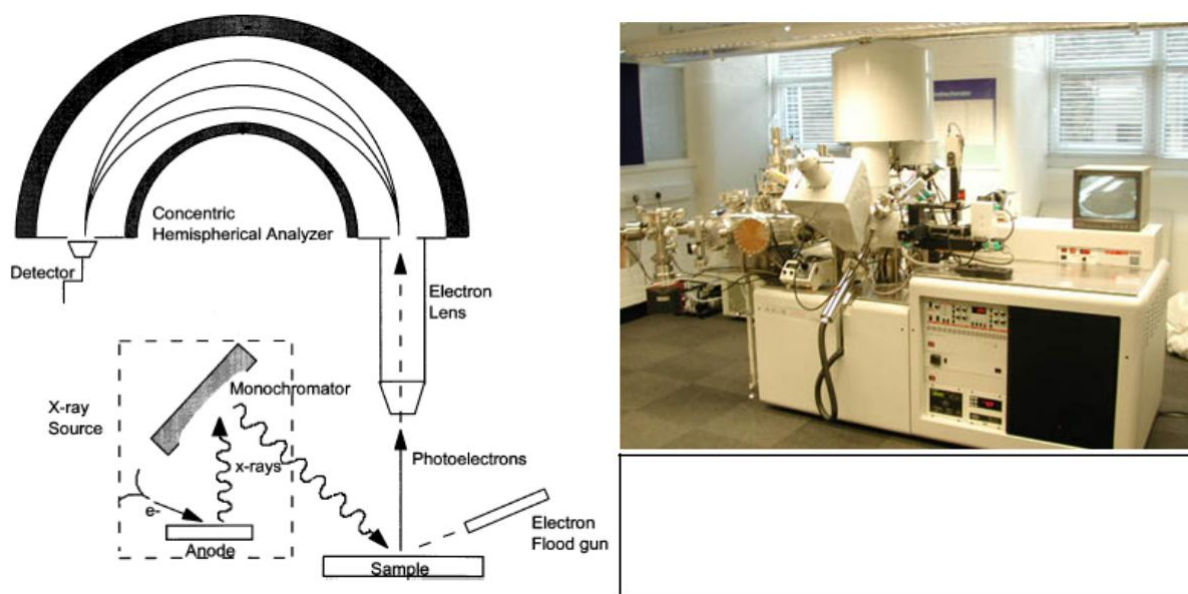 Concentric
Hemispherical Analyzer
Detector
Electron
Lens
X-ray
Source
Monochromator
x-rays
e-
Anode
Photoelectrons
Electron
Flood gun
Sample